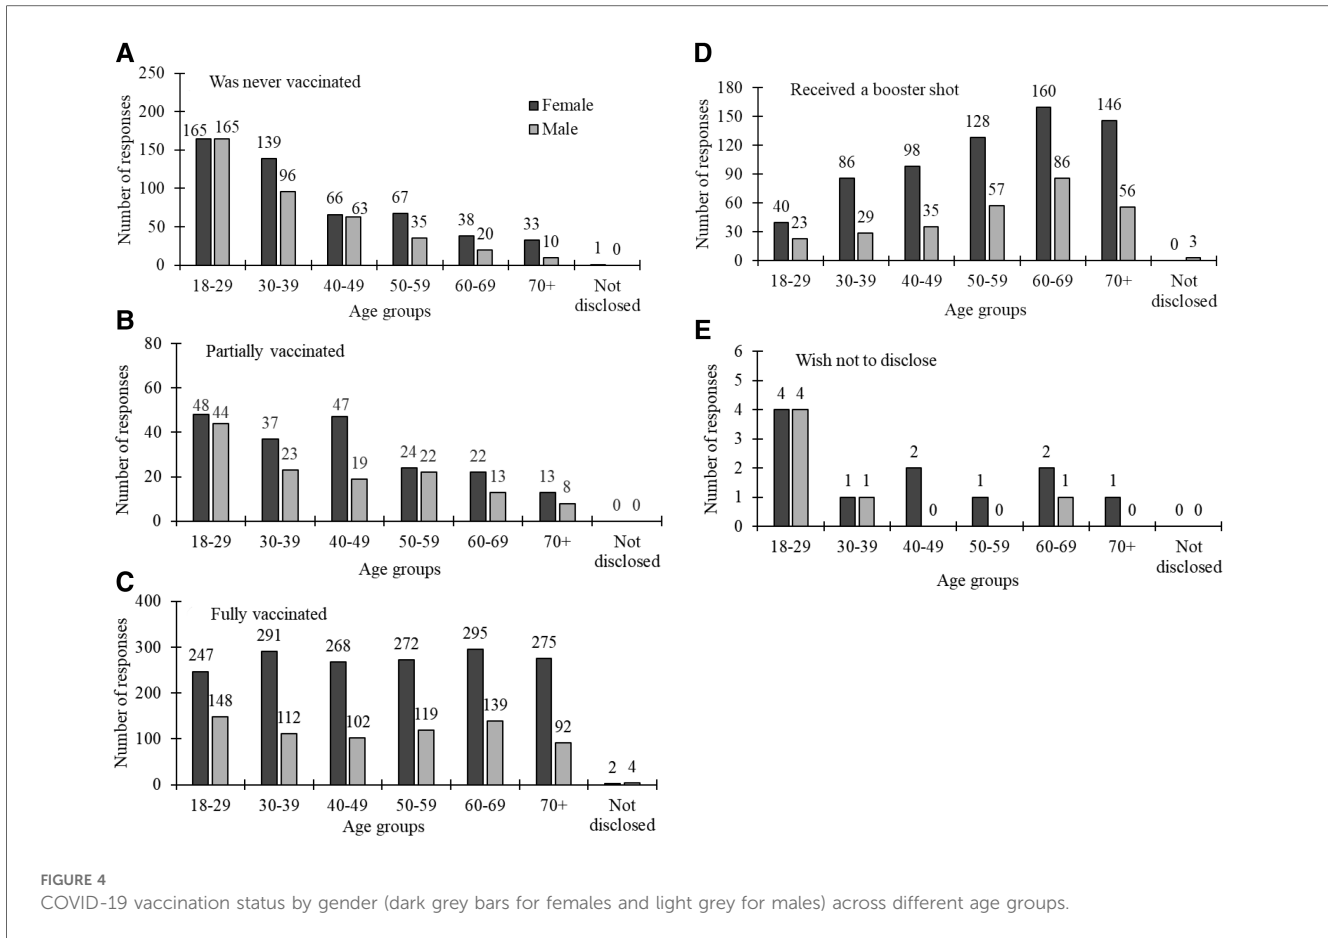 A
Was never vaccinated
Female
Male
Number of responses
250
200
150
100
50
0
165 165 139 96 66 63 67 35 38 20 33 10 1 0
18-29 30-39 40-49 50-59 60-69 70+ Not disclosed
Age groups
B
Partially vaccinated
Number of responses
80
60
40
20
0
48 44 37 23 47 19 24 22 22 13 13 8 0 0
18-29 30-39 40-49 50-59 60-69 70+ Not disclosed
Age groups
C
Fully vaccinated
Number of responses
400
300
200
100
0
247 148 291 112 268 102 272 119 295 139 275 92 2 4
18-29 30-39 40-49 50-59 60-69 70+ Not disclosed
Age groups
D
Received a booster shot
Number of responses
180
150
120
90
60
30
0
40 23 86 29 98 35 128 57 160 86 146 56 0 3
18-29 30-39 40-49 50-59 60-69 70+ Not disclosed
Age groups
E
Wish not to disclose
Number of responses
6
5
4
3
2
1
0
4 4 1 1 2 0 1 0 2 1 1 0 0 0
18-29 30-39 40-49 50-59 60-69 70+ Not disclosed
Age groups
FIGURE 4
COVID-19 vaccination status by gender (dark grey bars for females and light grey for males) across different age groups.